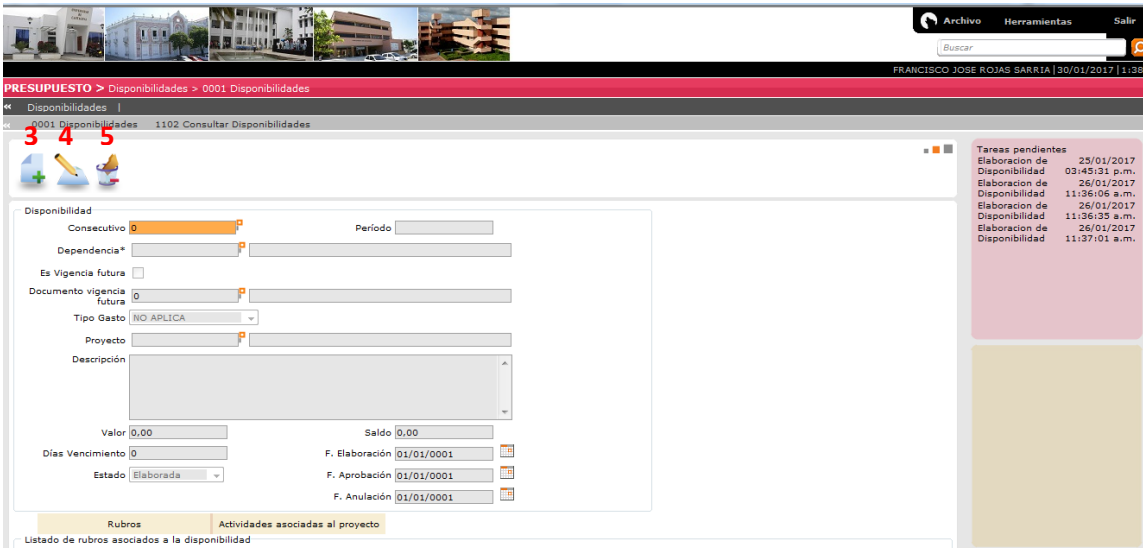 Archivo Herramientas Salir
Buscar
FRANCISCO JOSE ROJAS SARRIA | 30/01/2017 | 1:38
PRESUPUESTO > Disponibilidades > 0001 Disponibilidades
« Disponibilidades |
« 0001 Disponibilidades 1102 Consultar Disponibilidades
3 4 5
Disponibilidad
Consecutivo 0 Período
Dependencia*
Es Vigencia futura
Documento vigencia futura 0
Tipo Gasto NO APLICA
Proyecto
Descripción
Valor 0,00 Saldo 0,00
Días Vencimiento 0 F. Elaboración 01/01/0001
Estado Elaborada F. Aprobación 01/01/0001
F. Anulación 01/01/0001
Rubros Actividades asociadas al proyecto
Listado de rubros asociados a la disponibilidad
Tareas pendientes
Elaboracion de 25/01/2017
Disponibilidad 03:45:31 p.m.
Elaboracion de 26/01/2017
Disponibilidad 11:36:06 a.m.
Elaboracion de 26/01/2017
Disponibilidad 11:36:35 a.m.
Elaboracion de 26/01/2017
Disponibilidad 11:37:01 a.m.